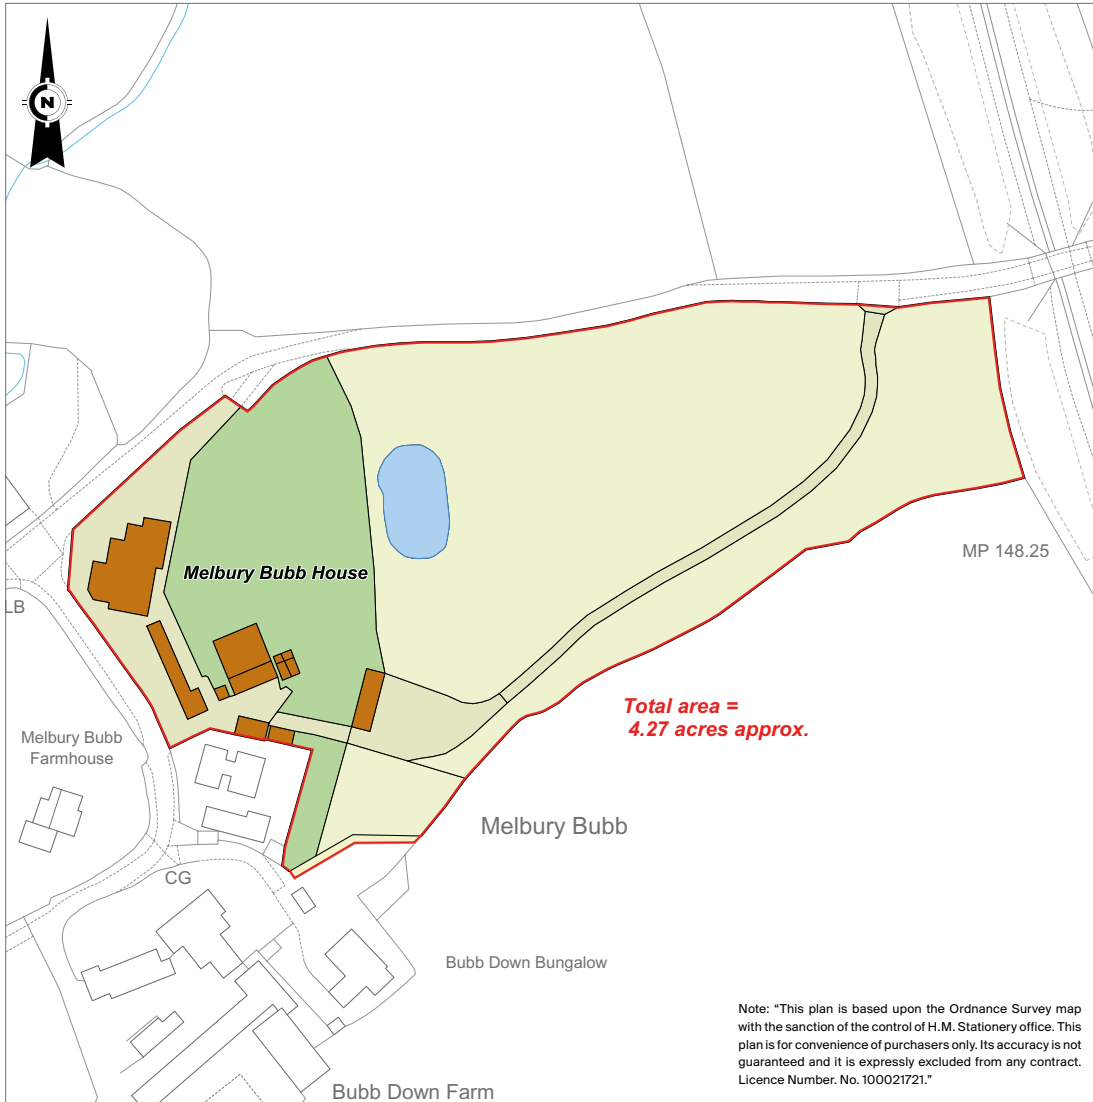 N
MP 148.25
LB
Melbury Bubb House
Total area =
4.27 acres approx.
Melbury Bubb
Farmhouse
Melbury Bubb
CG
Bubb Down Bungalow
Note: “This plan is based upon the Ordnance Survey map
with the sanction of the control of H.M. Stationery office. This
plan is for convenience of purchasers only. Its accuracy is not
guaranteed and it is expressly excluded from any contract.
Licence Number. No. 100021721.”
Bubb Down Farm